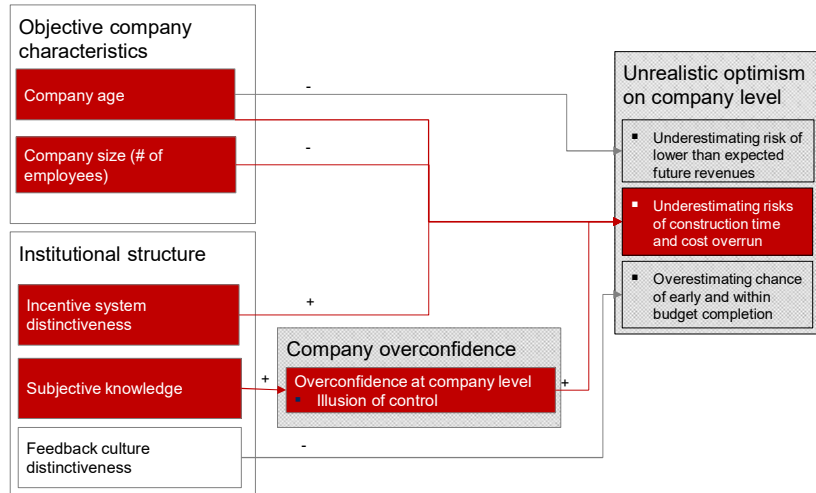 Objective company
characteristics
Company age
Company size (# of
employees)
-
-
Institutional structure
Incentive system
distinctiveness
+
Subjective knowledge
+
Feedback culture
distinctiveness
-
Company overconfidence
Overconfidence at company level
▪ Illusion of control
+
Unrealistic optimism
on company level
▪ Underestimating risk of
lower than expected
future revenues
▪ Underestimating risks
of construction time
and cost overrun
▪ Overestimating chance
of early and within
budget completion